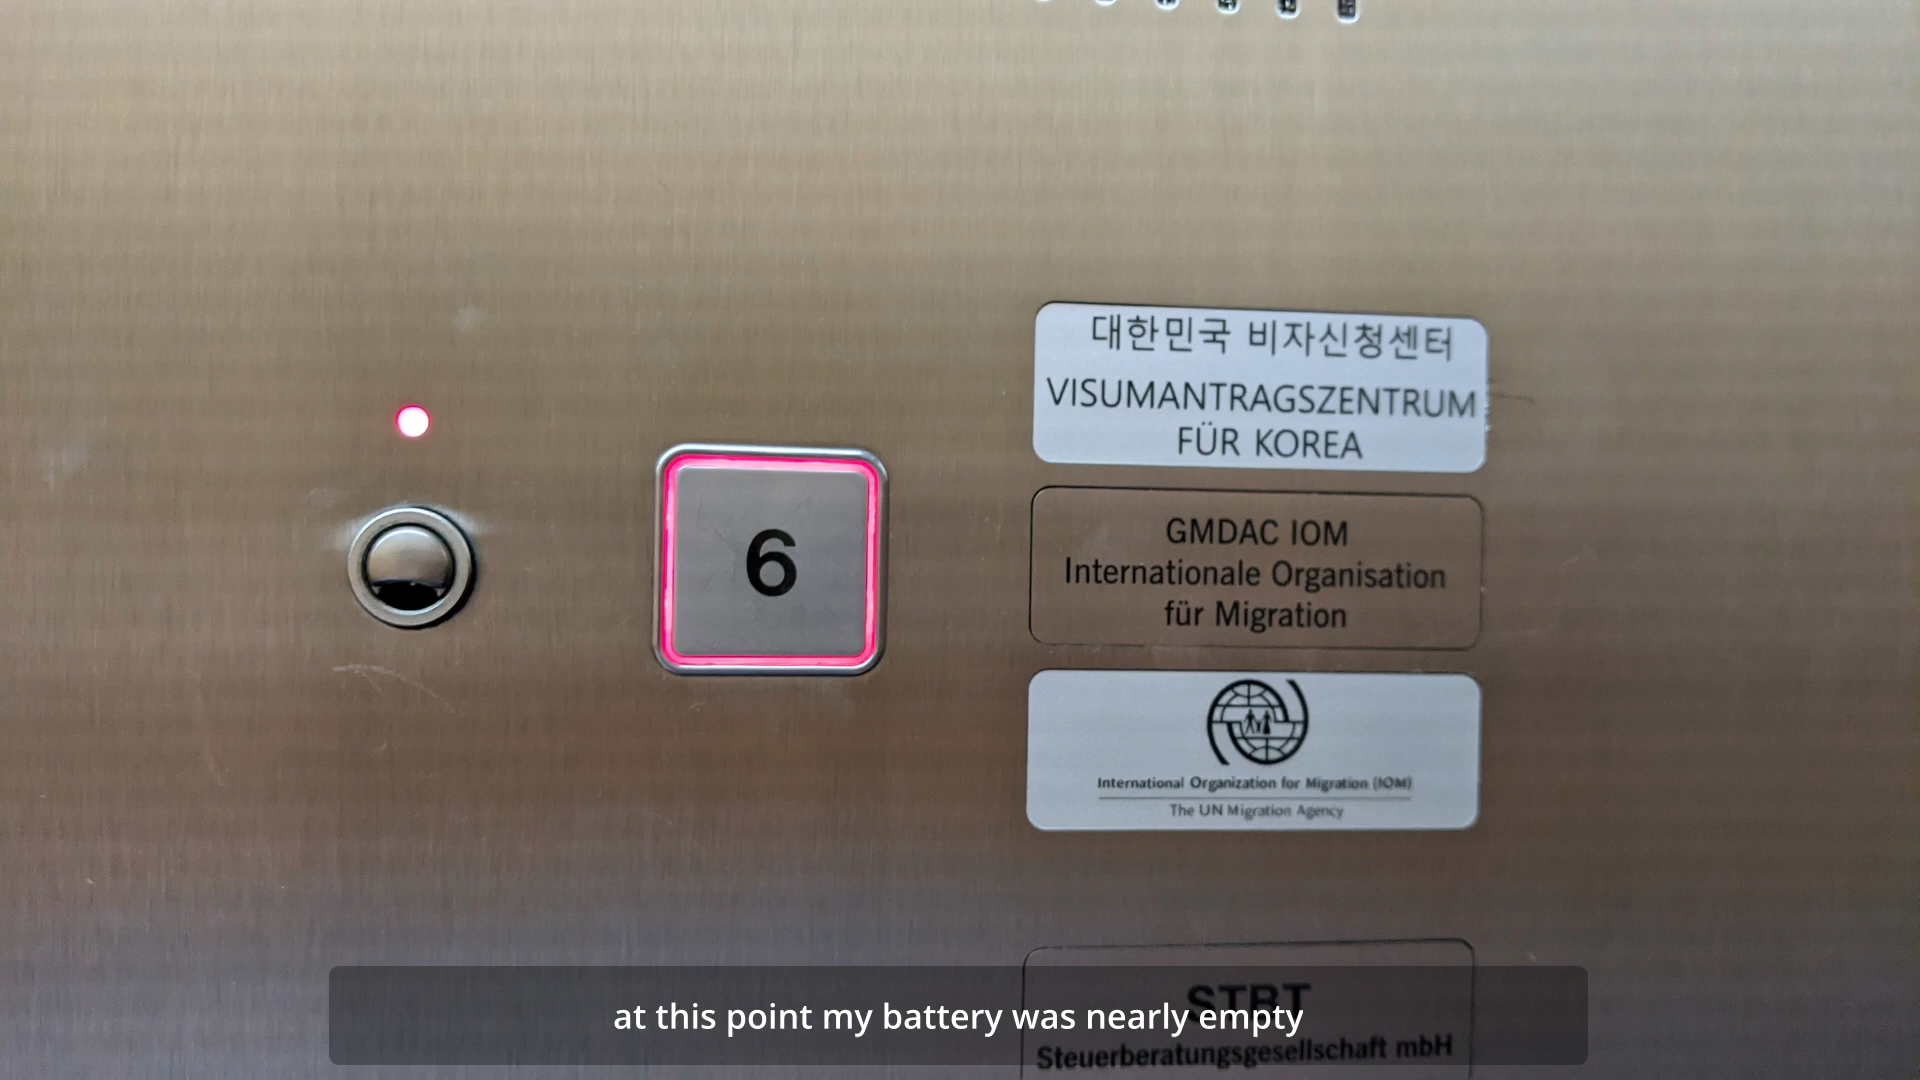 대한민국 비자신청센터
VISUMANTRAGSZENTRUM
FÜR KOREA
6
GMDAC IOM
Internationale Organisation
für Migration
International Organization for Migration (IOM)
The UN Migration Agency
STBT
Steuerberatungsgesellschaft mbH
at this point my battery was nearly empty